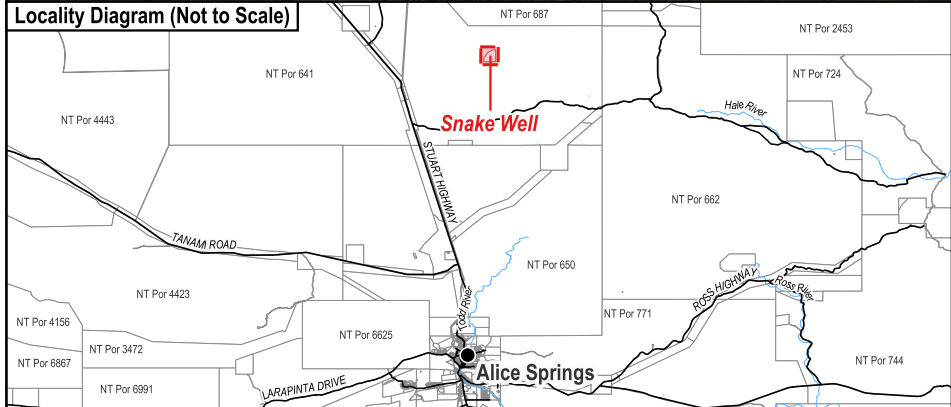 Locality Diagram (Not to Scale)
NT Por 687
NT Por 2453
NT Por 641
NT Por 724
NT Por 4443
Snake Well
Hale River
STUART HIGHWAY
NT Por 662
TANAMI ROAD
NT Por 650
NT Por 4423
ROSS HIGHWAY
Ross River
Todd River
NT Por 771
NT Por 4156
NT Por 6625
NT Por 3472
NT Por 6867
NT Por 744
Alice Springs
LARAPINTA DRIVE
NT Por 6991